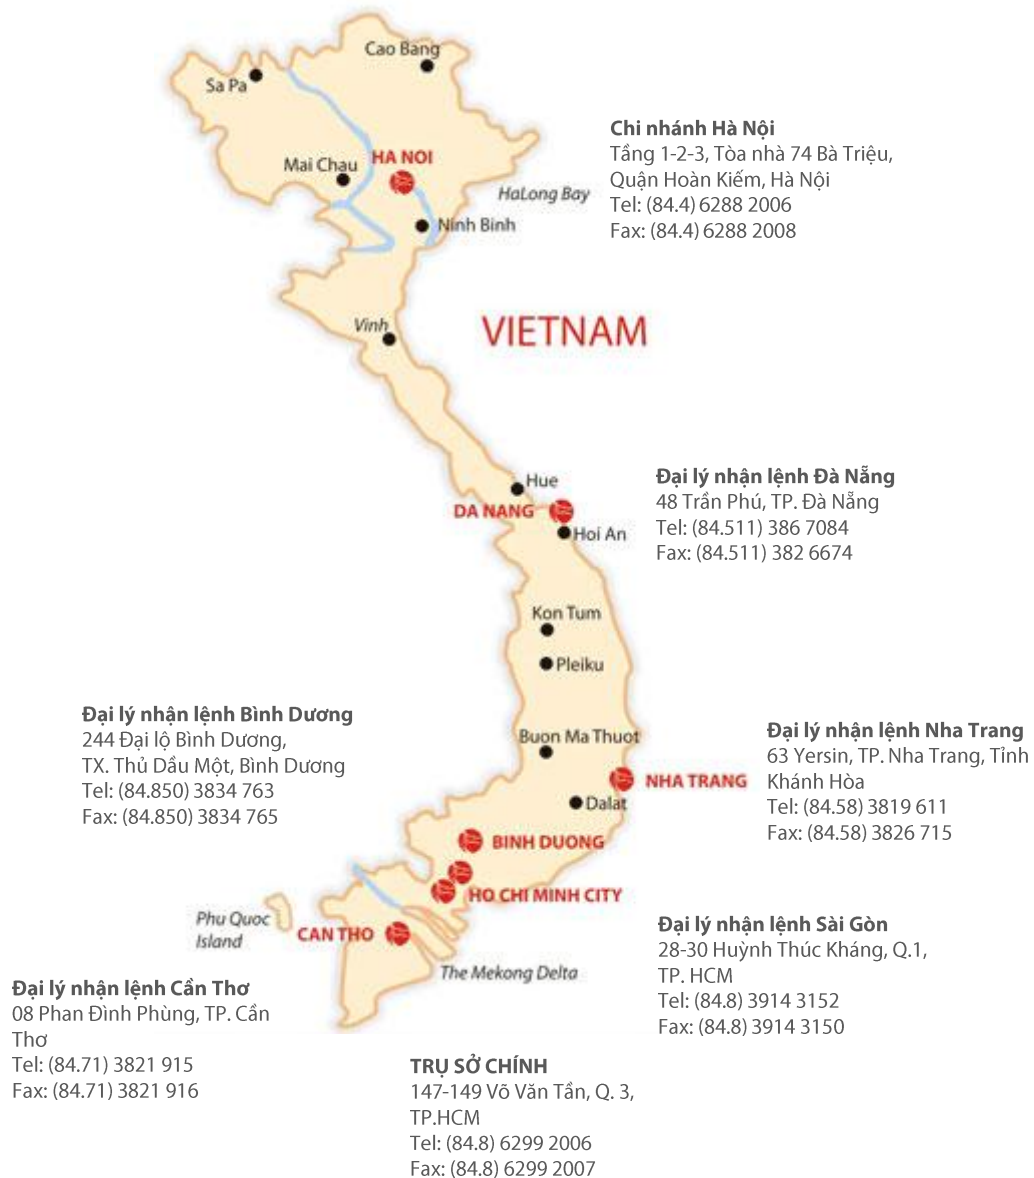 Cao Bang
Sa Pa
Mai Chau
HA NOI
HaLong Bay
Ninh Binh
Chi nhánh Hà Nội
Tầng 1-2-3, Tòa nhà 74 Bà Triệu,
Quận Hoàn Kiếm, Hà Nội
Tel: (84.4) 6288 2006
Fax: (84.4) 6288 2008
Vinh
VIETNAM
Hue
DA NANG
Hoi An
Đại lý nhận lệnh Đà Nẵng
48 Trần Phú, TP. Đà Nẵng
Tel: (84.511) 386 7084
Fax: (84.511) 382 6674
Kon Tum
Pleiku
Buon Ma Thuot
NHA TRANG
Dalat
Đại lý nhận lệnh Bình Dương
244 Đại lộ Bình Dương,
TX. Thủ Dầu Một, Bình Dương
Tel: (84.850) 3834 763
Fax: (84.850) 3834 765
Đại lý nhận lệnh Nha Trang
63 Yersin, TP. Nha Trang, Tỉnh
Khánh Hòa
Tel: (84.58) 3819 611
Fax: (84.58) 3826 715
BINH DUONG
HO CHI MINH CITY
Phu Quoc
Island
CAN THO
The Mekong Delta
Đại lý nhận lệnh Sài Gòn
28-30 Huỳnh Thúc Kháng, Q.1,
TP. HCM
Tel: (84.8) 3914 3152
Fax: (84.8) 3914 3150
Đại lý nhận lệnh Cần Thơ
08 Phan Đình Phùng, TP. Cần
Thơ
Tel: (84.71) 3821 915
Fax: (84.71) 3821 916
TRỤ SỞ CHÍNH
147-149 Võ Văn Tần, Q. 3,
TP.HCM
Tel: (84.8) 6299 2006
Fax: (84.8) 6299 2007